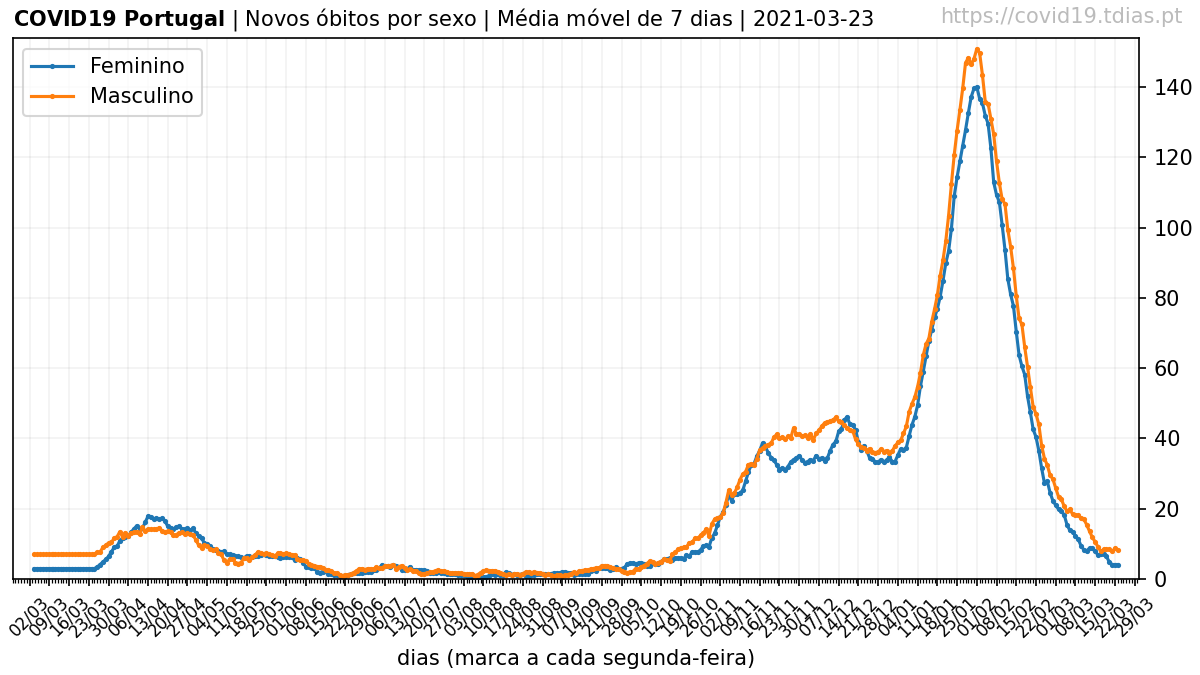 COVID19 Portugal | Novos óbitos por sexo | Média móvel de 7 dias | 2021-03-23
https://covid19.tdias.pt
Feminino
Masculino
140
120
100
80
60
40
20
0
02/03 09/03 16/03 23/03 30/03 06/04 13/04 20/04 27/04 04/05 11/05 18/05 25/05 01/06 08/06 15/06 22/06 29/06 06/07 13/07 20/07 27/07 03/08 10/08 17/08 24/08 31/08 07/09 14/09 21/09 28/09 05/10 12/10 19/10 26/10 02/11 09/11 16/11 23/11 30/11 07/12 14/12 21/12 28/12 04/01 11/01 18/01 25/01 01/02 08/02 15/02 22/02 01/03 08/03 15/03 22/03 29/03
dias (marca a cada segunda-feira)